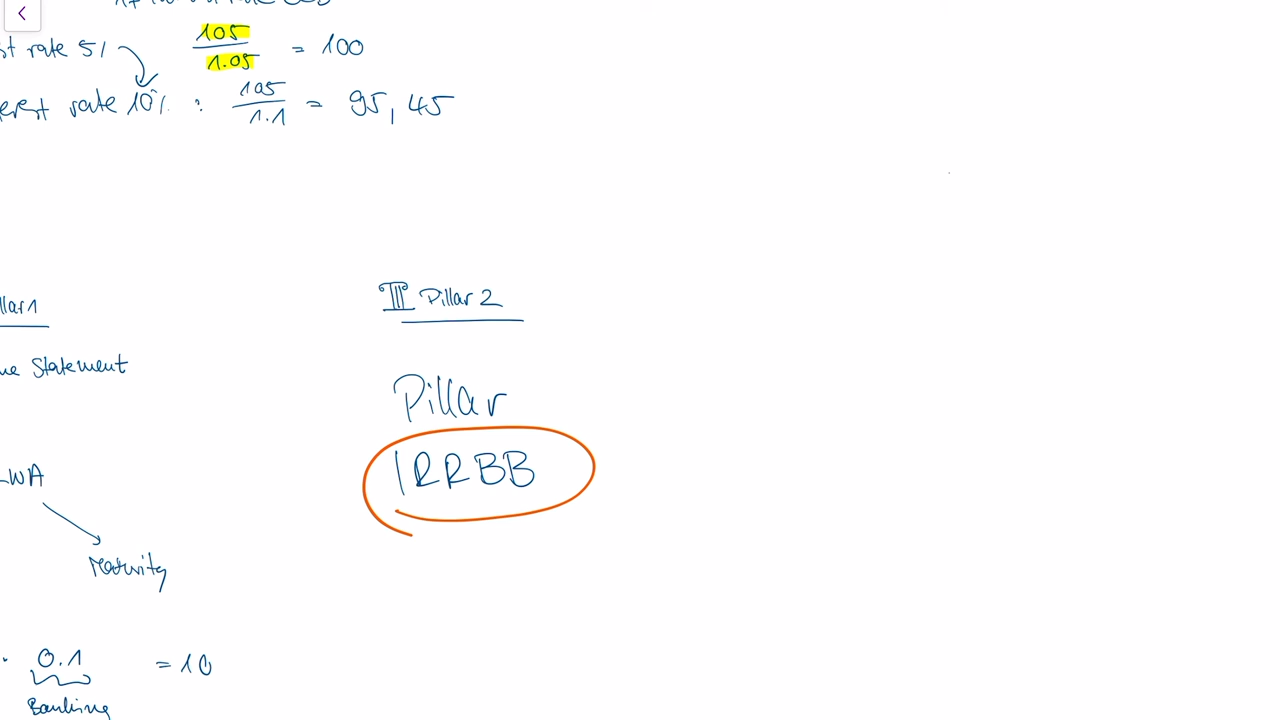 st rate 5% 105 / 1.05 = 100
erest rate 10% : 105 / 1.1 = 95,45
llar 1
III Pillar 2
ne Statement
Pillar
IRRBB
WA
Maturity
. 0.1 = 10
Banking